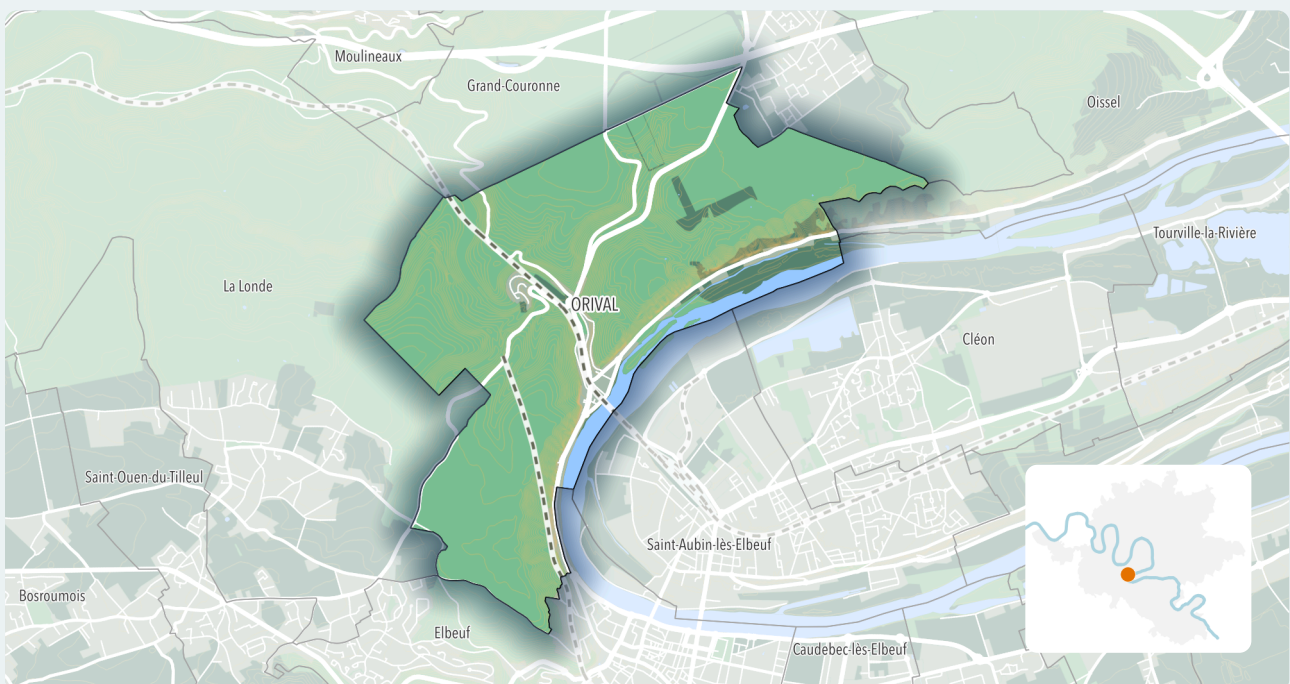 Moulineaux
Grand-Couronne
Oissel
Tourville-la-Rivière
La Londe
ORIVAL
Cléon
Saint-Ouen-du-Tilleul
Saint-Aubin-lès-Elbeuf
Bosroumois
Elbeuf
Caudebec-lès-Elbeuf